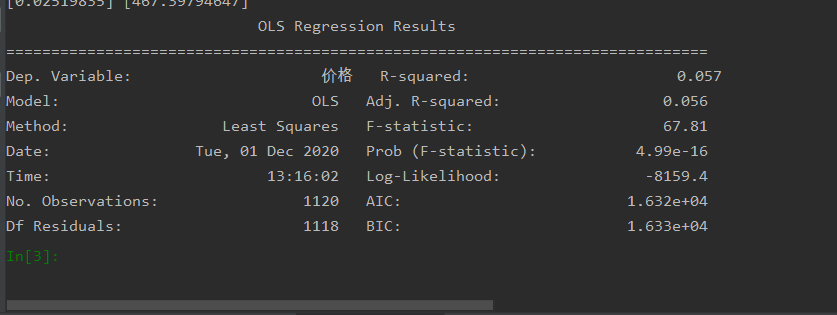 [0.02519835] [467.39794647]
OLS Regression Results
==============================================================================
Dep. Variable: 价格 R-squared: 0.057
Model: OLS Adj. R-squared: 0.056
Method: Least Squares F-statistic: 67.81
Date: Tue, 01 Dec 2020 Prob (F-statistic): 4.99e-16
Time: 13:16:02 Log-Likelihood: -8159.4
No. Observations: 1120 AIC: 1.632e+04
Df Residuals: 1118 BIC: 1.633e+04
In[3]: